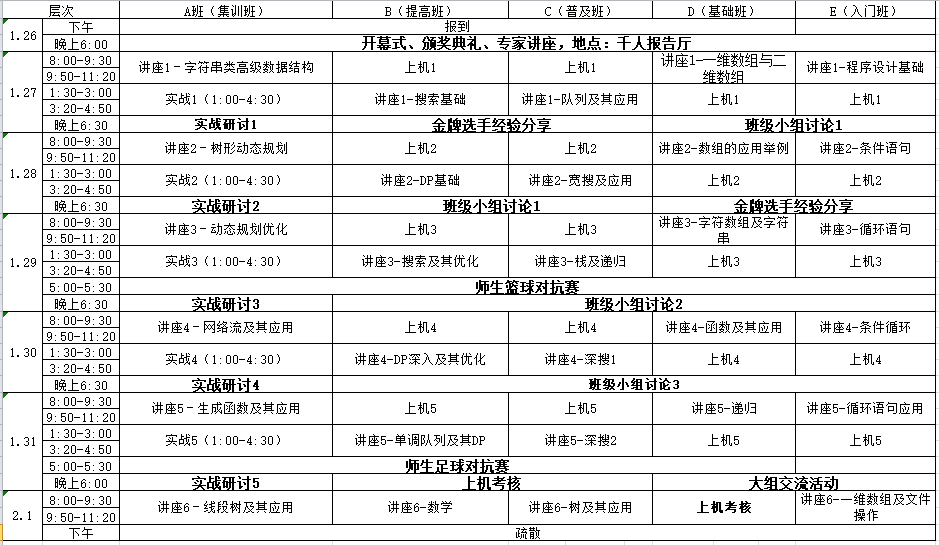 层次 A班（集训班） B（提高班） C（普及班） D（基础班） E（入门班）
1.26 下午 报到
晚上6:00 开幕式、颁奖典礼、专家讲座，地点：千人报告厅
1.27 8:00-9:30 讲座1－字符串类高级数据结构 上机1 上机1 讲座1-一维数组与二维数组 讲座1-程序设计基础
9:50-11:20
1:30-3:00 实战1（1:00-4:30） 讲座1-搜索基础 讲座1-队列及其应用 上机1 上机1
3:20-4:50
晚上6:30 实战研讨1 金牌选手经验分享 班级小组讨论1
1.28 8:00-9:30 讲座2－树形动态规划 上机2 上机2 讲座2-数组的应用举例 讲座2-条件语句
9:50-11:20
1:30-3:00 实战2（1:00-4:30） 讲座2-DP基础 讲座2-宽搜及应用 上机2 上机2
3:20-4:50
晚上6:30 实战研讨2 班级小组讨论1 金牌选手经验分享
1.29 8:00-9:30 讲座3－动态规划优化 上机3 上机3 讲座3-字符数组及字符串 讲座3-循环语句
9:50-11:20
1:30-3:00 实战3（1:00-4:30） 讲座3-搜索及其优化 讲座3-栈及递归 上机3 上机3
3:20-4:50
5:00-5:30 师生篮球对抗赛
晚上6:30 实战研讨3 班级小组讨论2
1.30 8:00-9:30 讲座4－网络流及其应用 上机4 上机4 讲座4-函数及其应用 讲座4-条件循环
9:50-11:20
1:30-3:00 实战4（1:00-4:30） 讲座4-DP深入及其优化 讲座4-深搜1 上机4 上机4
3:20-4:50
晚上6:30 实战研讨4 班级小组讨论3
1.31 8:00-9:30 讲座5－生成函数及其应用 上机5 上机5 讲座5-递归 讲座5-循环语句应用
9:50-11:20
1:30-3:00 实战5（1:00-4:30） 讲座5-单调队列及其DP 讲座5-深搜2 上机5 上机5
3:20-4:50
5:00-5:30 师生足球对抗赛
晚上6:00 实战研讨5 上机考核 大组交流活动
2.1 8:00-9:30 讲座6－线段树及其应用 讲座6-数学 讲座6-树及其应用 上机考核 讲座6-一维数组及文件操作
9:50-11:20
下午 疏散